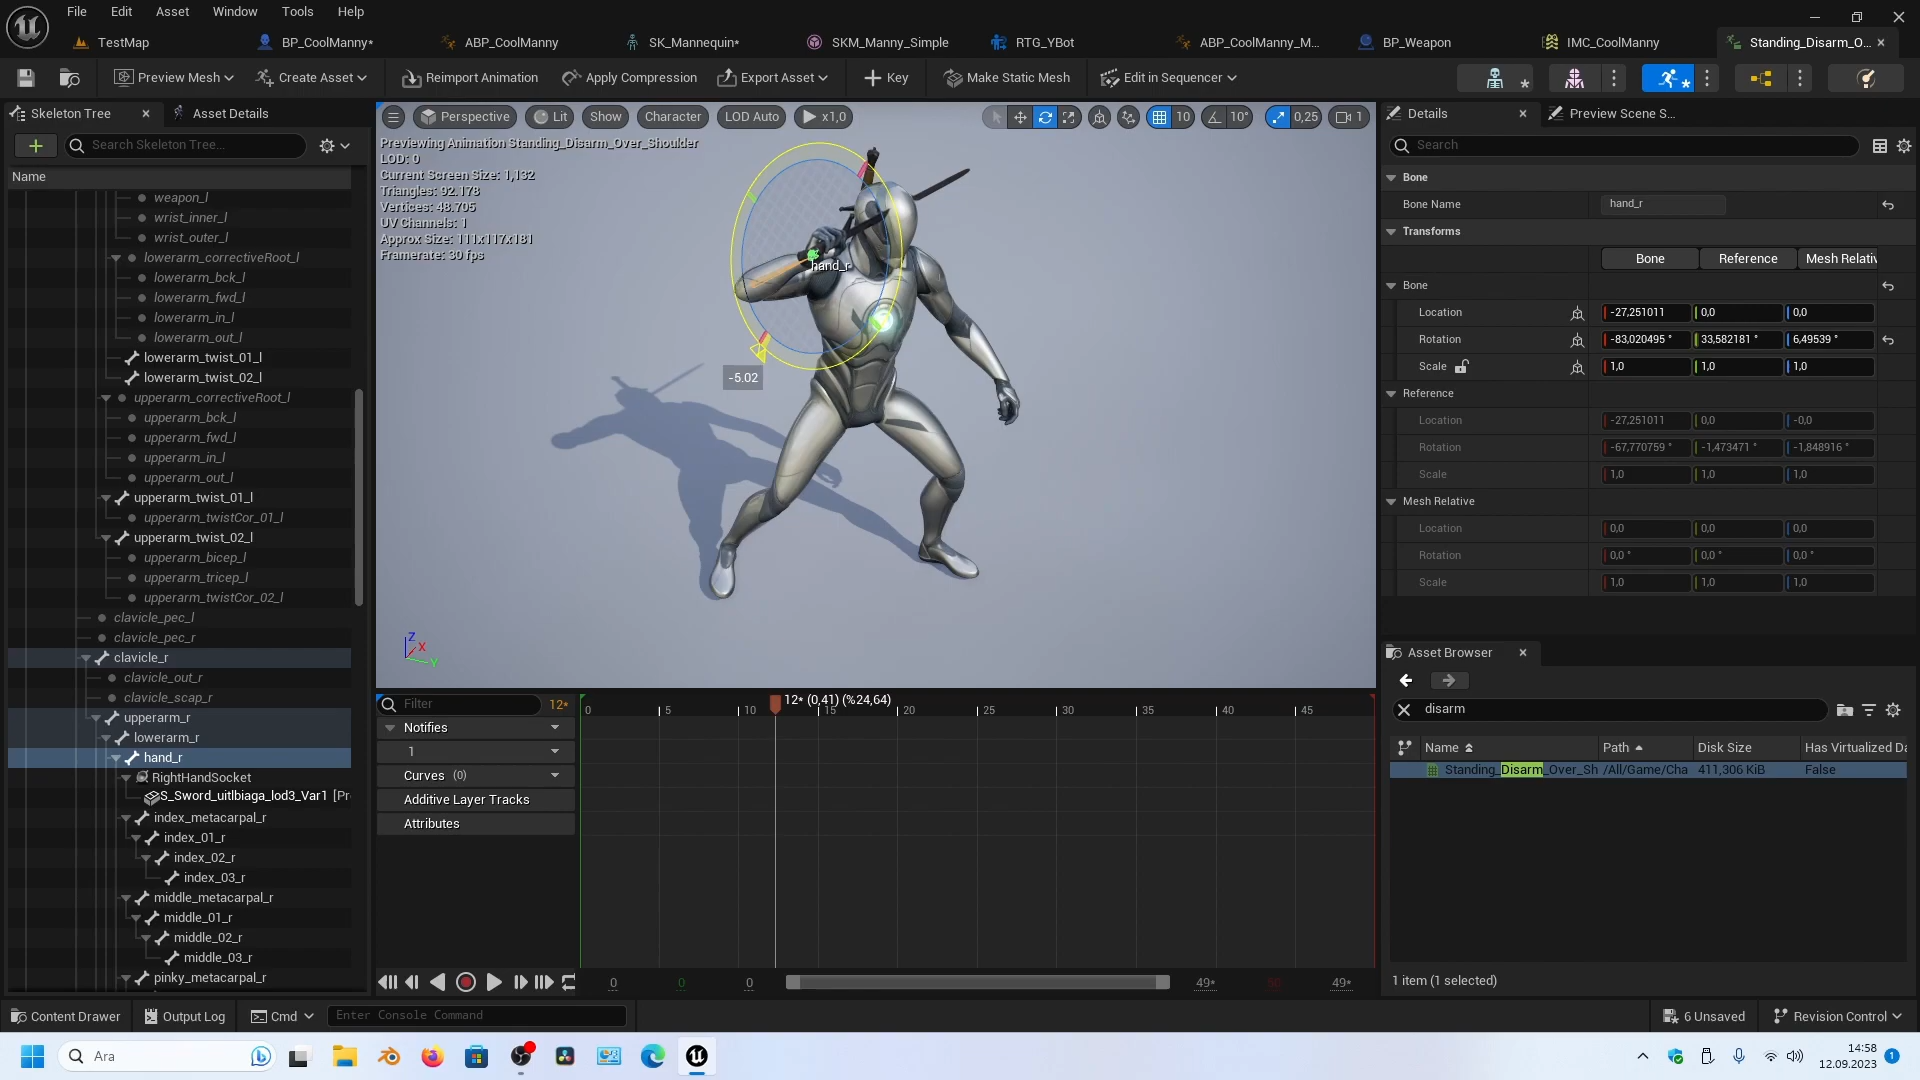 File Edit Asset Window Tools Help
TestMap BP_CoolManny* ABP_CoolManny SK_Mannequin* SKM_Manny_Simple RTG_YBot ABP_CoolManny_M... BP_Weapon IMC_CoolManny Standing_Disarm_O...
Preview Mesh Create Asset Reimport Animation Apply Compression Export Asset Key Make Static Mesh Edit in Sequencer
Skeleton Tree Asset Details
Search Skeleton Tree...
Name
weapon_l
wrist_inner_l
wrist_outer_l
lowerarm_correctiveRoot_l
lowerarm_bck_l
lowerarm_fwd_l
lowerarm_in_l
lowerarm_out_l
lowerarm_twist_01_l
lowerarm_twist_02_l
upperarm_correctiveRoot_l
upperarm_bck_l
upperarm_fwd_l
upperarm_in_l
upperarm_out_l
upperarm_twist_01_l
upperarm_twistCor_01_l
upperarm_twist_02_l
upperarm_bicep_l
upperarm_tricep_l
upperarm_twistCor_02_l
clavicle_pec_l
clavicle_pec_r
clavicle_r
clavicle_out_r
clavicle_scap_r
upperarm_r
lowerarm_r
hand_r
RightHandSocket
S_Sword_uitlbiaga_lod3_Var1 [Pr
index_metacarpal_r
index_01_r
index_02_r
index_03_r
middle_metacarpal_r
middle_01_r
middle_02_r
middle_03_r
pinky_metacarpal_r
Perspective Lit Show Character LOD Auto x1,0 10 10° 0,25 1
Previewing Animation Standing_Disarm_Over_Shoulder
LOD: 0
Current Screen Size: 1,132
Triangles: 92.178
Vertices: 48.705
UV Channels: 1
Approx Size: 111x117x181
Framerate: 30 fps
hand_r
-5.02
Z
X
Y
Filter 12*
Notifies
1
Curves (0)
Additive Layer Tracks
Attributes
12* (0,41) (%24,64)
0 5 10 15 20 25 30 35 40 45
0 0 0 49* 50 49*
Details Preview Scene S...
Search
Bone
Bone Name hand_r
Transforms
Bone Reference Mesh Relativ
Bone
Location -27,251011 0,0 0,0
Rotation -83,020495 ° 33,582181 ° 6,49539 °
Scale 1,0 1,0 1,0
Reference
Location -27,251011 0,0 -0,0
Rotation -67,770759 ° -1,473471 ° -1,848916 °
Scale 1,0 1,0 1,0
Mesh Relative
Location 0,0 0,0 0,0
Rotation 0,0 ° 0,0 ° 0,0 °
Scale 1,0 1,0 1,0
Asset Browser
disarm
Name Path Disk Size Has Virtualized Da
Standing_Disarm_Over_Sh /All/Game/Cha 411,306 KiB False
1 item (1 selected)
Content Drawer Output Log Cmd Enter Console Command 6 Unsaved Revision Control
Ara
14:58
12.09.2023
1